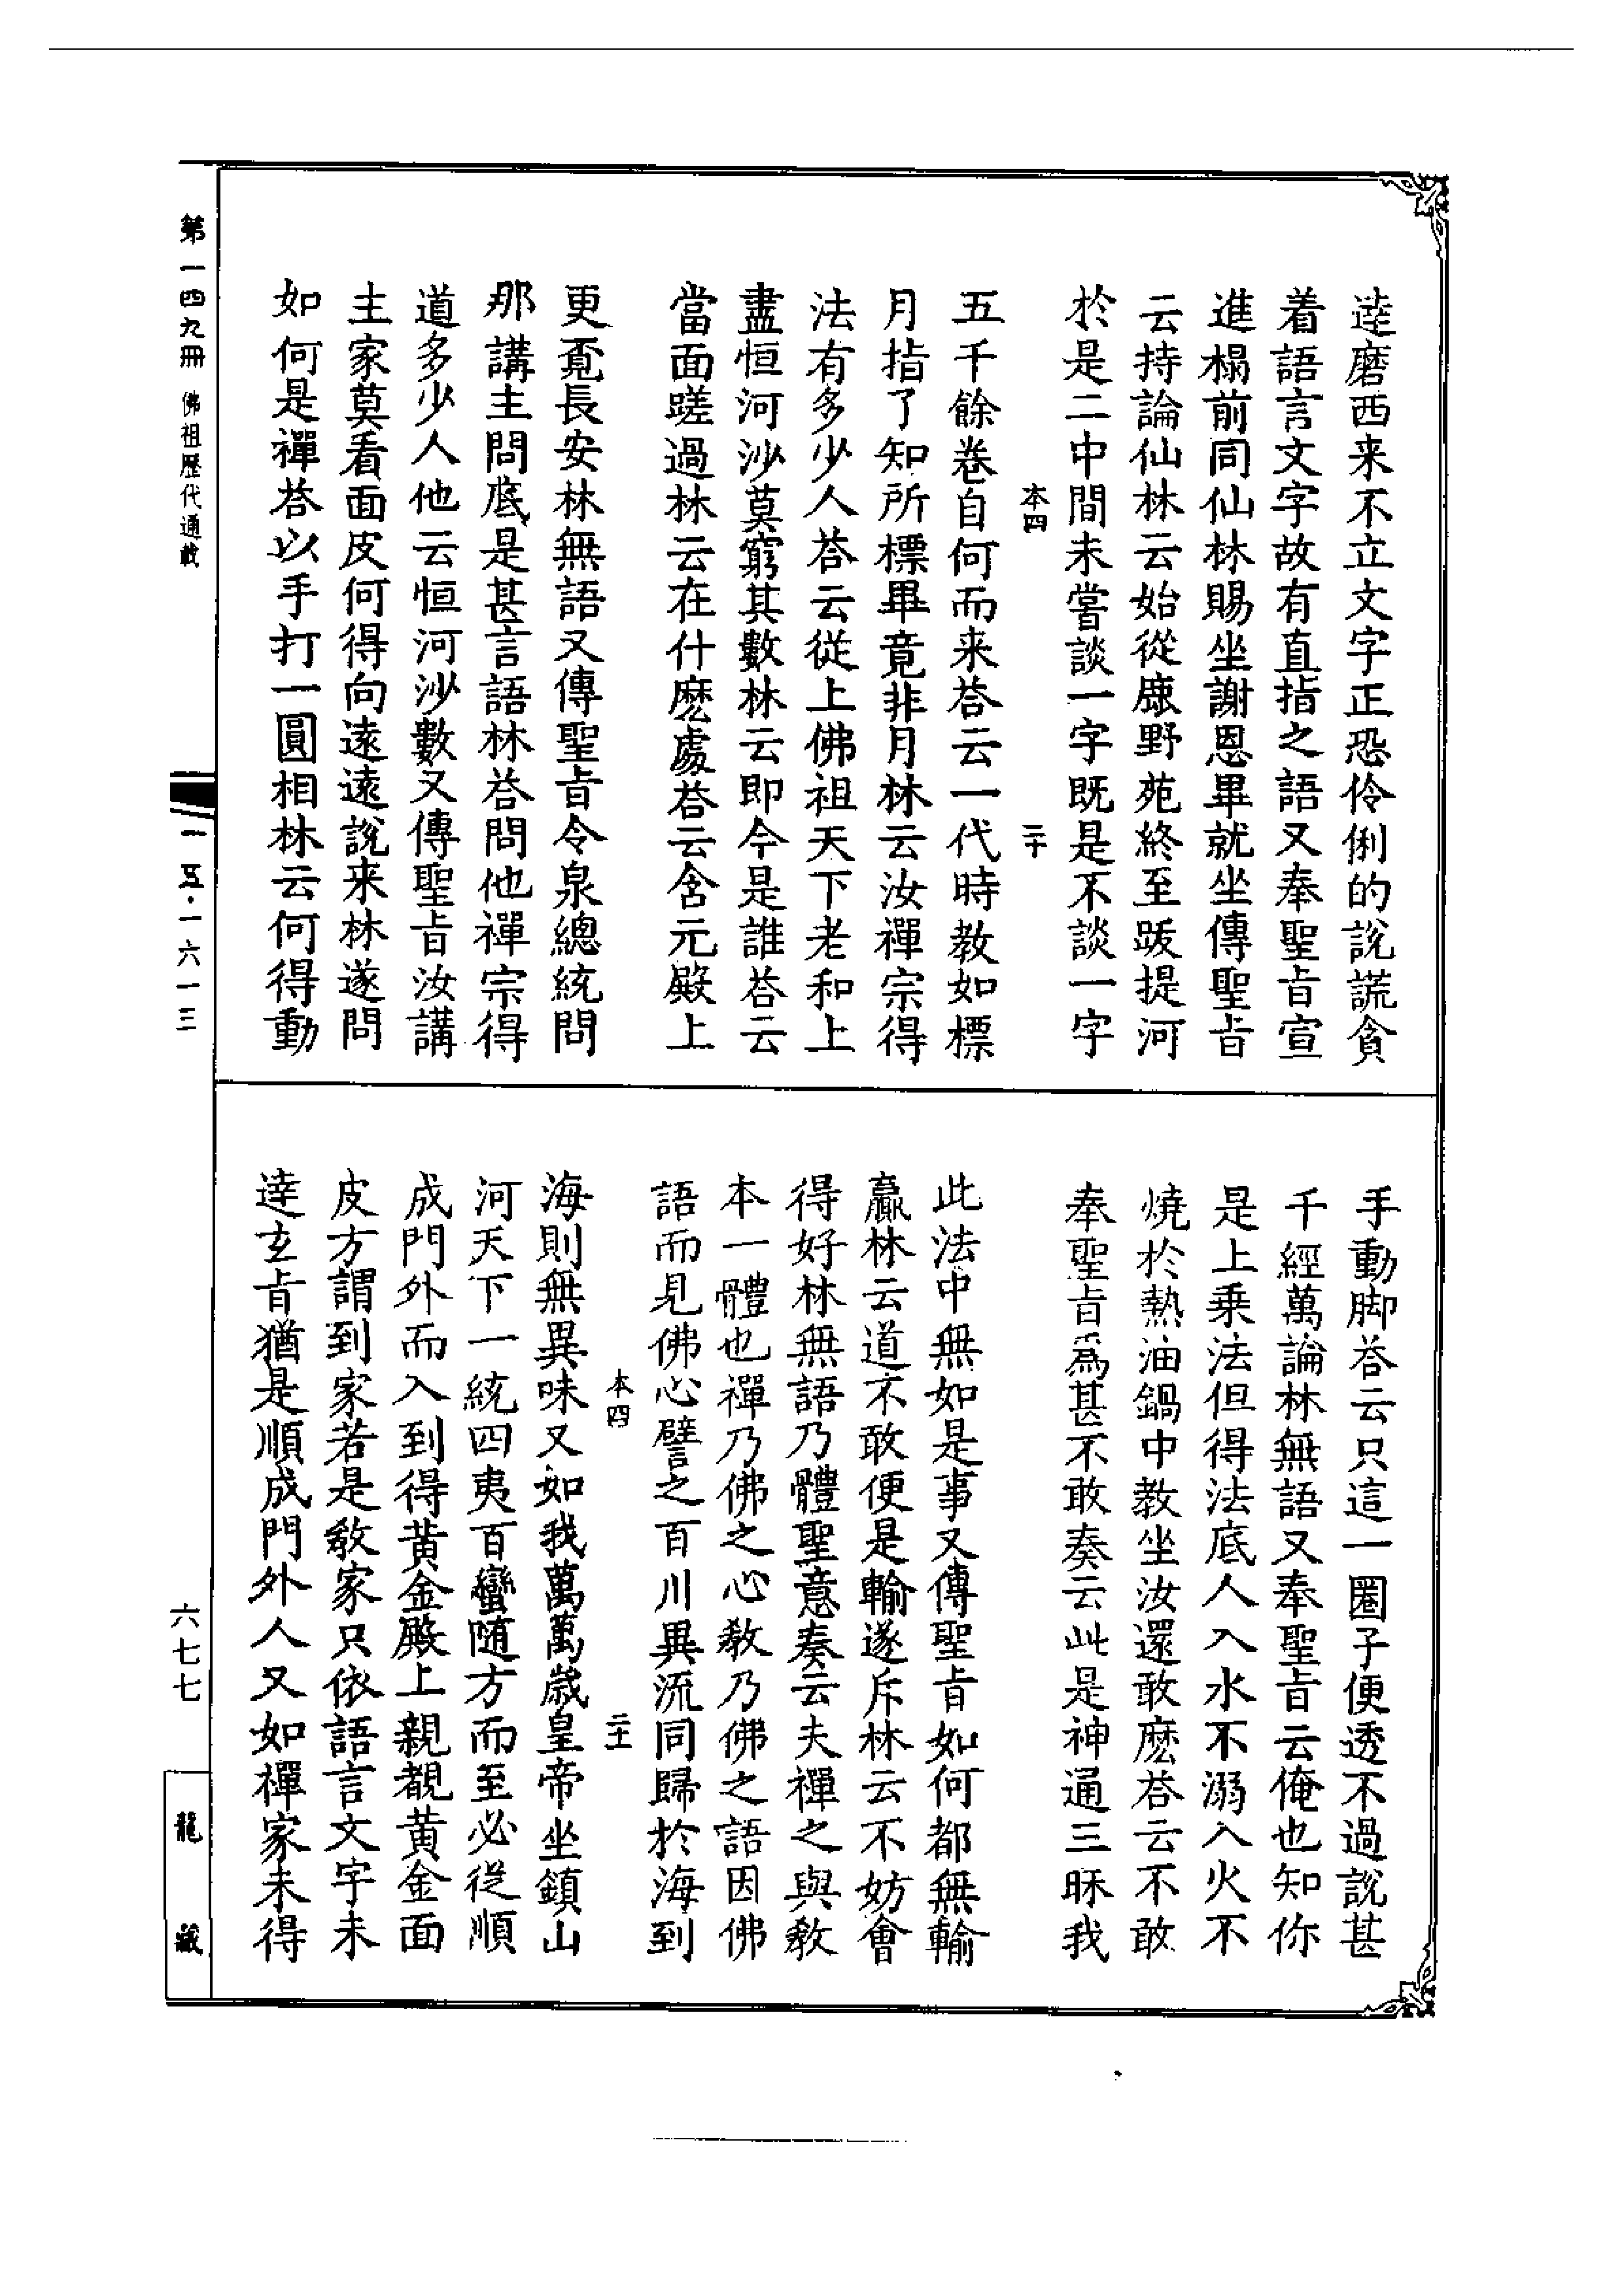 逹磨西来不立文字正恐伶俐的說謊貪
着語言文字故有直指之語又奉聖㫖宣
進榻前同仙林賜坐謝恩畢就坐傳聖㫖
云持論仙林云始從鹿野苑終至䟦提河
於是二中間未嘗談一字既是不談一字
本四
二十
五千餘卷自何而来荅云一代時教如標
月指了知所標畢竟非月林云汝禪宗得
法有多少人荅云従上佛祖天下老和上
盡恒河沙莫窮其數林云即今是誰荅云
當面蹉過林云在什麽處荅云含元殿上
更覔長安林無語又傳聖㫖令泉總統問
那講主問底是甚言語林荅問他禪宗得
道多少人他云恒河沙數又傳聖㫖汝講
主家莫看面皮何得向逺逺說来林遂問
如何是禪荅以手打一圓相林云何得動
手動脚荅云只這一圈子便透不過說甚
千經萬論林無語又奉聖㫖云俺也知你
是上乗法但得法底人入水不溺入火不
燒於熱油鍋中教坐汝還敢麽荅云不敢
奉聖㫖爲甚不敢奏云此是神通三昧我
此法中無如是事又傳聖㫖如何都無輸
贏林云道不敢便是輸遂斥林云不妨會
得好林無語乃體聖意奏云夫禪之與教
本一體也禪乃佛之心教乃佛之語因佛
語而見佛心譬之百川異流同歸於海到
本四
二十一
海則無異味又如我萬萬歳皇帝坐鎮山
河天下一統四夷百蠻随方而至必從順
成門外而入到得黄金殿上親覩黄金面
皮方謂到家若是教家只依語言文字未
逹玄㫖猶是順成門外人又如禪家未得
第一四九册 佛祖歷代通載
一五·一六一三
六七七
龍藏